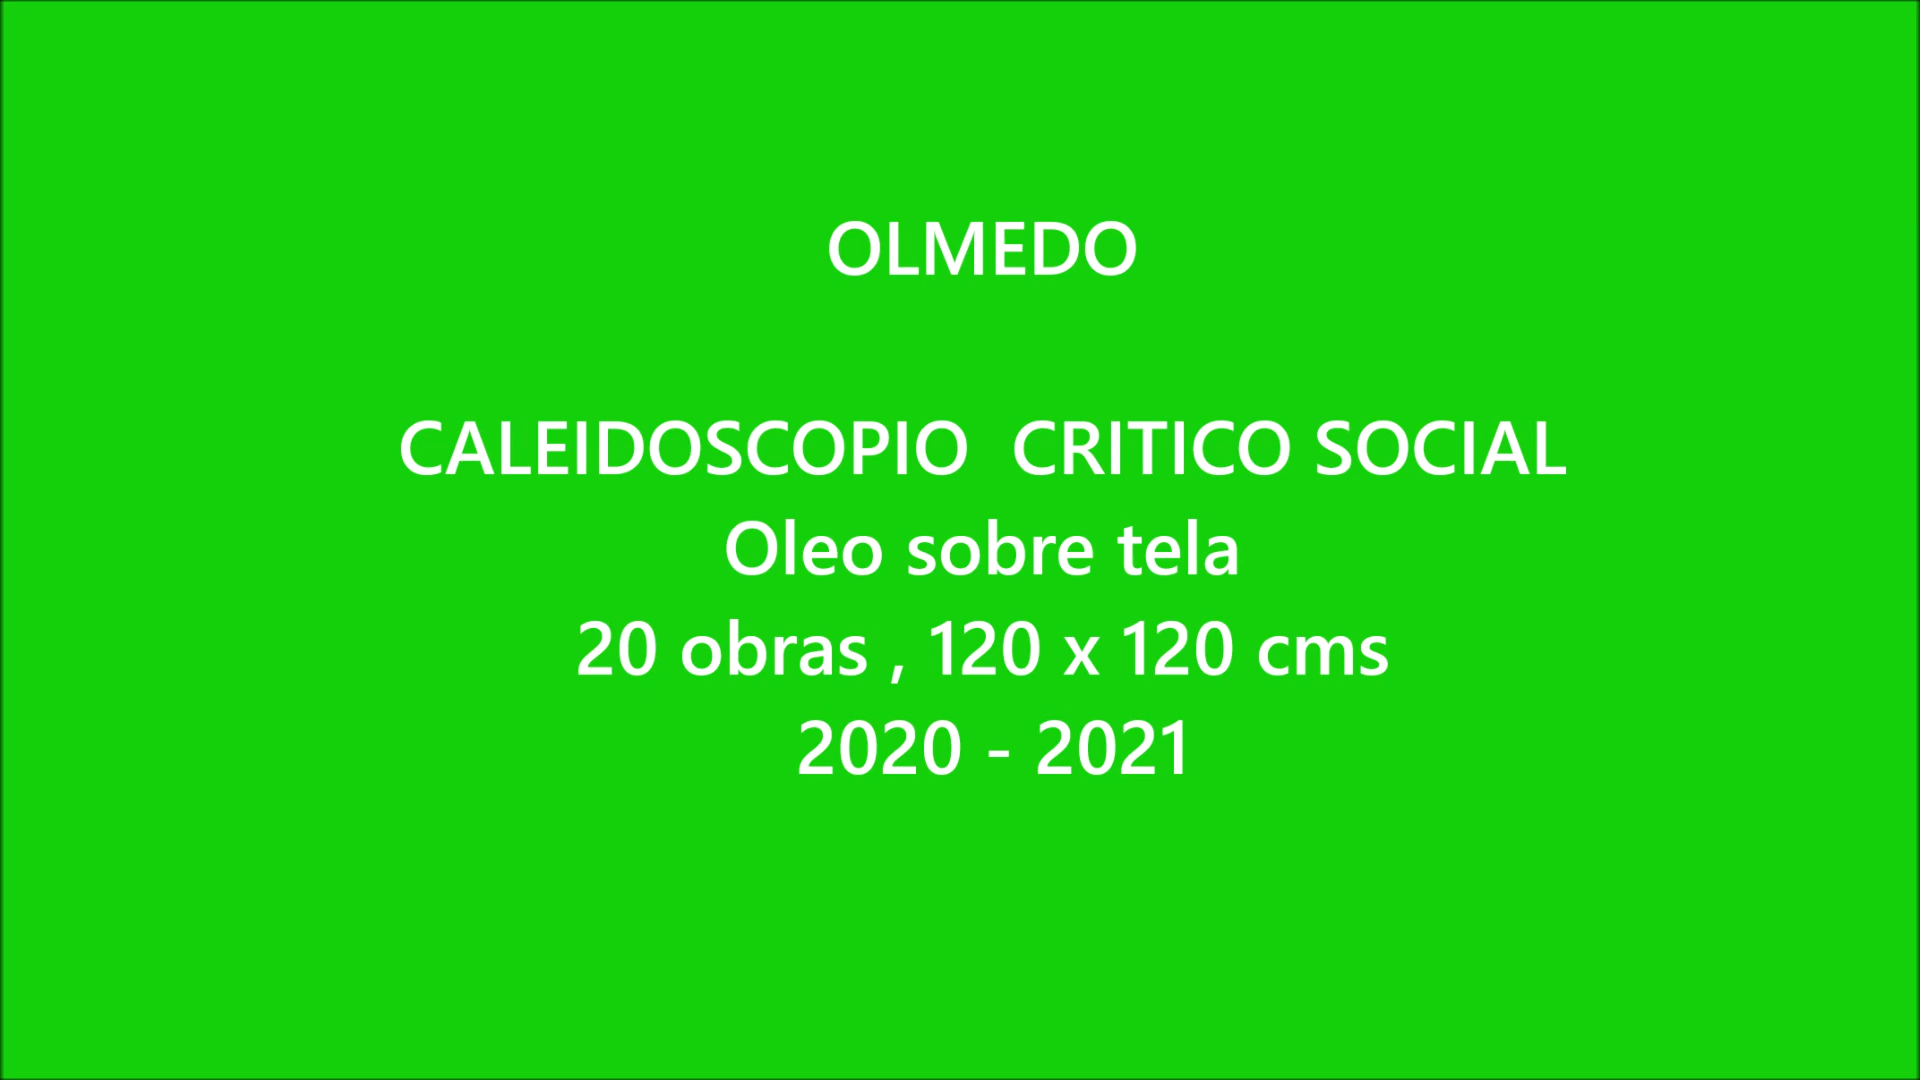 OLMEDO
CALEIDOSCOPIO  CRITICO SOCIAL
Oleo sobre tela
20 obras , 120 x 120 cms
2020 - 2021